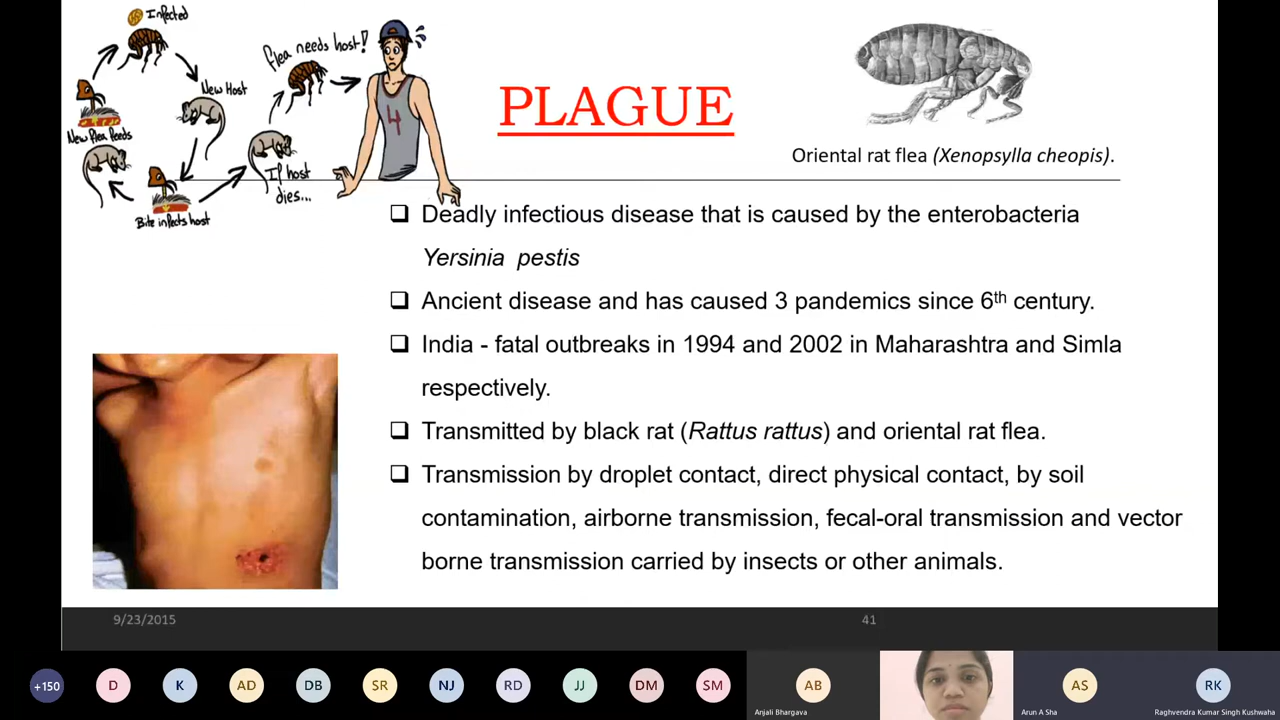 Infected
Flea needs host!
New Host
New flea feeds
If host
dies...
Bite infects host
4
PLAGUE
Oriental rat flea (Xenopsylla cheopis).
❑ Deadly infectious disease that is caused by the enterobacteria
Yersinia pestis
❑ Ancient disease and has caused 3 pandemics since 6th century.
❑ India - fatal outbreaks in 1994 and 2002 in Maharashtra and Simla
respectively.
❑ Transmitted by black rat (Rattus rattus) and oriental rat flea.
❑ Transmission by droplet contact, direct physical contact, by soil
contamination, airborne transmission, fecal-oral transmission and vector
borne transmission carried by insects or other animals.
9/23/2015
41
+150
D
K
AD
DB
SR
NJ
RD
JJ
DM
SM
AB
AS
RK
Anjali Bhargava
Arun A Sha
Raghvendra Kumar Singh Kushwaha